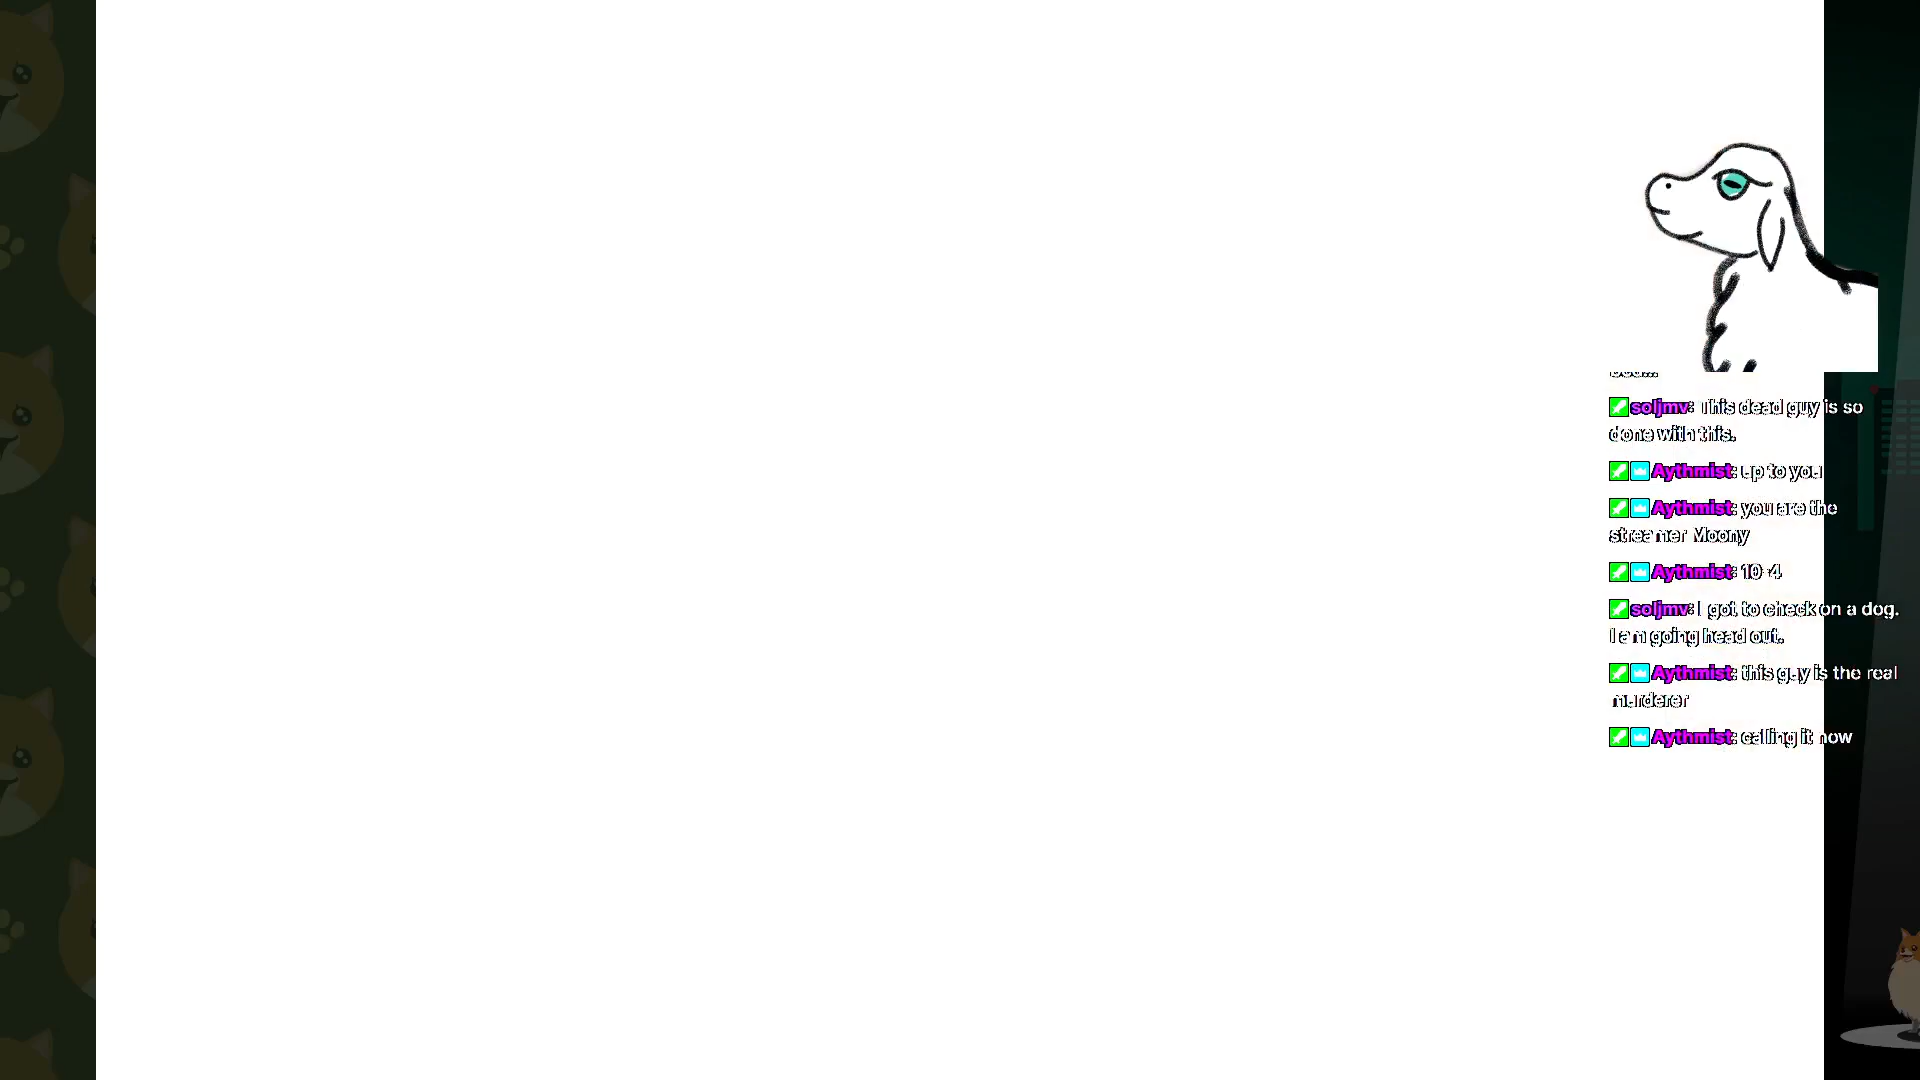 soljmv: This dead guy is so
done with this.
Aythmist: up to you
Aythmist: you are the
streamer Moony
Aythmist: 10-4
soljmv: I got to check on a dog.
I am going head out.
Aythmist: this guy is the real
murderer
Aythmist: calling it now